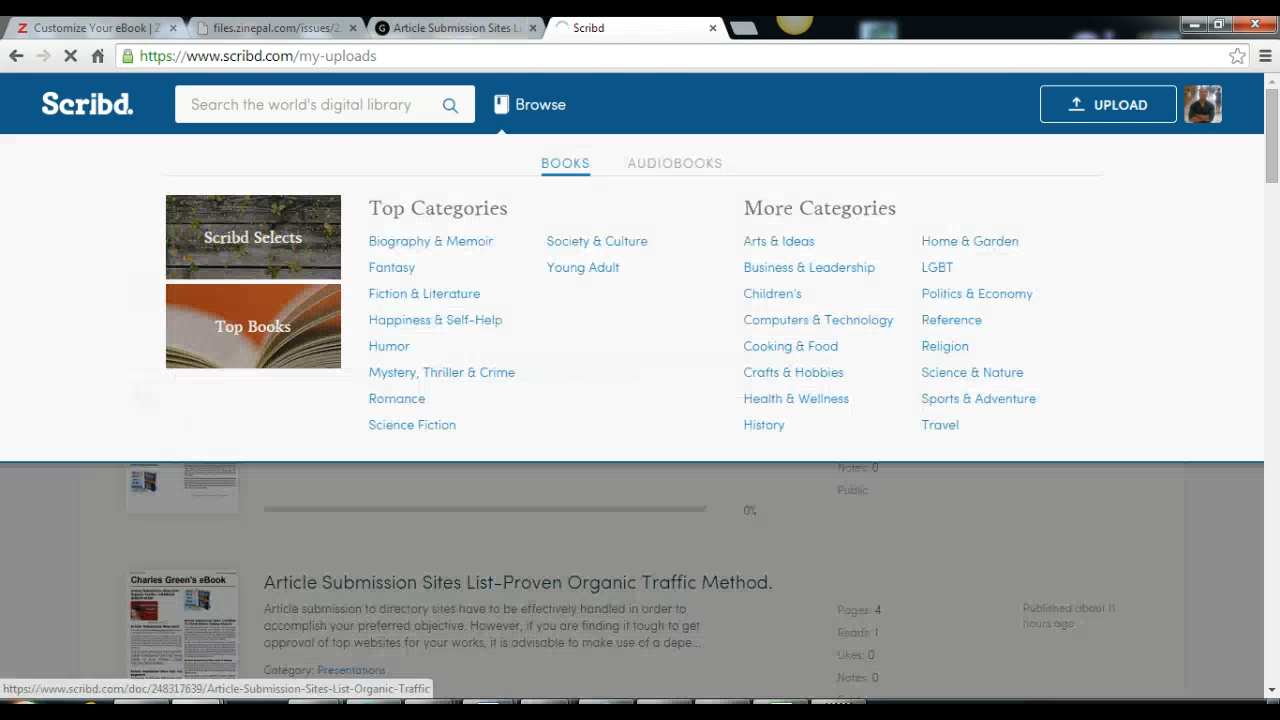 Customize Your eBook | Z
files.zinepal.com/issues/2
Article Submission Sites Li
Scribd
https://www.scribd.com/my-uploads
Scribd.
Search the world's digital library
Browse
UPLOAD
BOOKS
AUDIOBOOKS
Scribd Selects
Top Books
Top Categories
Biography & Memoir
Fantasy
Fiction & Literature
Happiness & Self-Help
Humor
Mystery, Thriller & Crime
Romance
Science Fiction
Society & Culture
Young Adult
More Categories
Arts & Ideas
Business & Leadership
Children's
Computers & Technology
Cooking & Food
Crafts & Hobbies
Health & Wellness
History
Home & Garden
LGBT
Politics & Economy
Reference
Religion
Science & Nature
Sports & Adventure
Travel
Notes: 0
Public
0%
Charles Green's eBook
Article Submission Sites List-Proven Organic Traffic Method.
Article submission to directory sites have to be effectively handled in order to
accomplish your preferred objective. However, if you are finding it tough to get
approval of top websites for your works, it is advisable to make use of a depe...
Category: Presentations
Pages: 4
Reads: 1
Likes: 0
Notes: 0
Published about 11
hours ago
https://www.scribd.com/doc/248317639/Article-Submission-Sites-List-Organic-Traffic